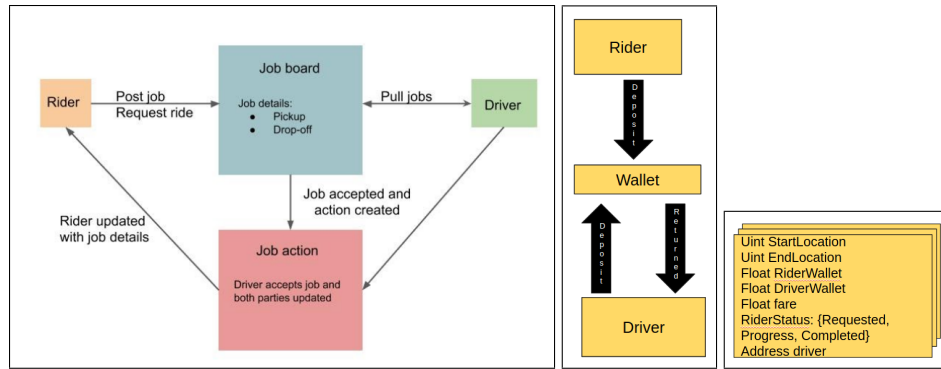 Job board
Job details:
● Pickup
● Drop-off
Rider
Post job
Request ride
Pull jobs
Driver
Job accepted and
action created
Rider updated
with job details
Job action
Driver accepts job and
both parties updated
Rider
Deposit
Wallet
Deposit
Returned
Driver
Uint StartLocation
Uint EndLocation
Float RiderWallet
Float DriverWallet
Float fare
RiderStatus: {Requested,
Progress, Completed}
Address driver